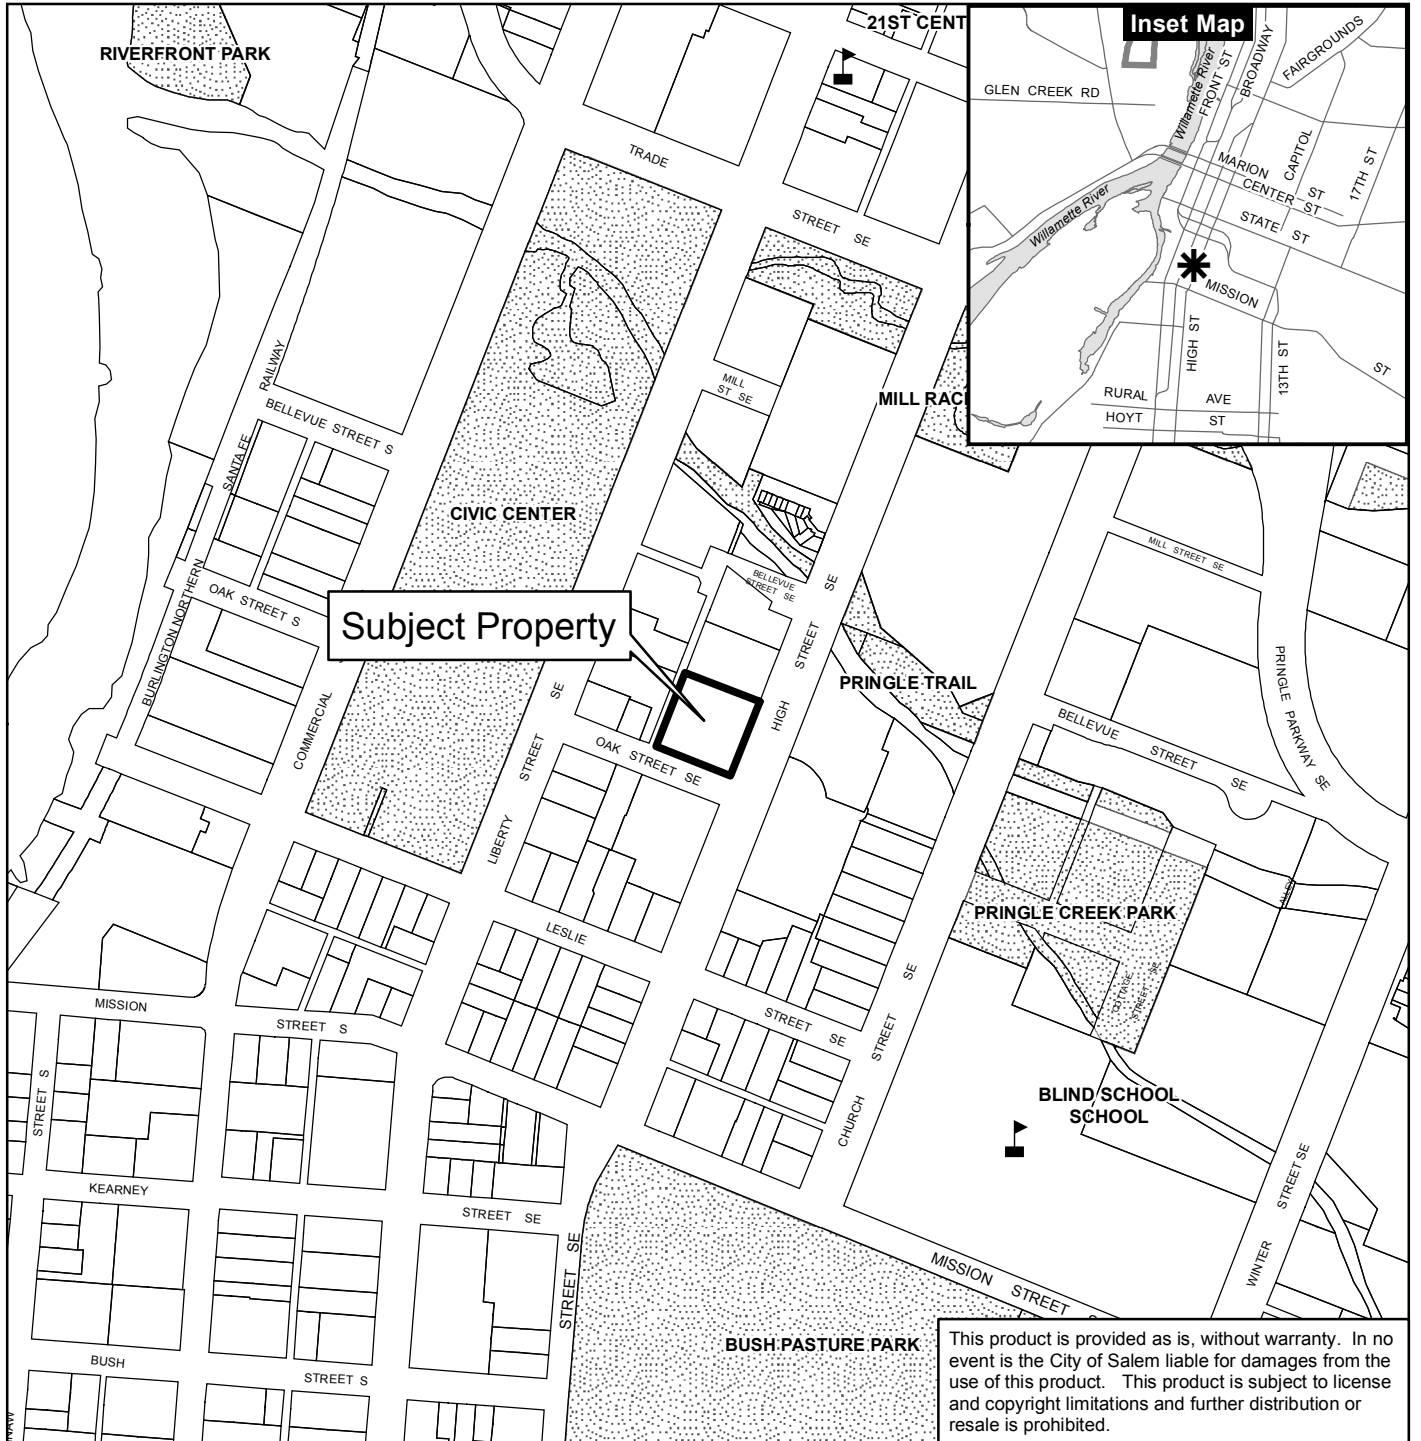 RIVERFRONT PARK
21ST CENT
Inset Map
GLEN CREEK RD
Willamette River
FRONT ST
BROADWAY
FAIRGROUNDS
MARION ST
CENTER ST
CAPITOL
17TH ST
STATE ST
Willamette River
MISSION ST
HIGH ST
13TH ST
RURAL AVE
HOYT ST
TRADE
STREET SE
RAILWAY
BELLEVUE STREET S
SANTA FE
MILL
ST SE
MILL RAC
CIVIC CENTER
OAK STREET S
BURLINGTON NORTHERN
BELLEVUE
STREET SE
MILL STREET SE
Subject Property
COMMERCIAL
LIBERTY STREET SE
HIGH STREET SE
OAK STREET SE
PRINGLE TRAIL
PRINGLE PARKWAY SE
BELLEVUE STREET SE
ALLEY
PRINGLE CREEK PARK
COTTAGE
STREET SE
LESLIE
STREET SE
MISSION
STREET S
STREET S
CHURCH STREET SE
BLIND SCHOOL
SCHOOL
KEARNEY
STREET SE
STREET SE
WINTER STREET SE
MISSION STREET
BUSH
STREET S
BUSH PASTURE PARK
This product is provided as is, without warranty. In no
event is the City of Salem liable for damages from the
use of this product. This product is subject to license
and copyright limitations and further distribution or
resale is prohibited.